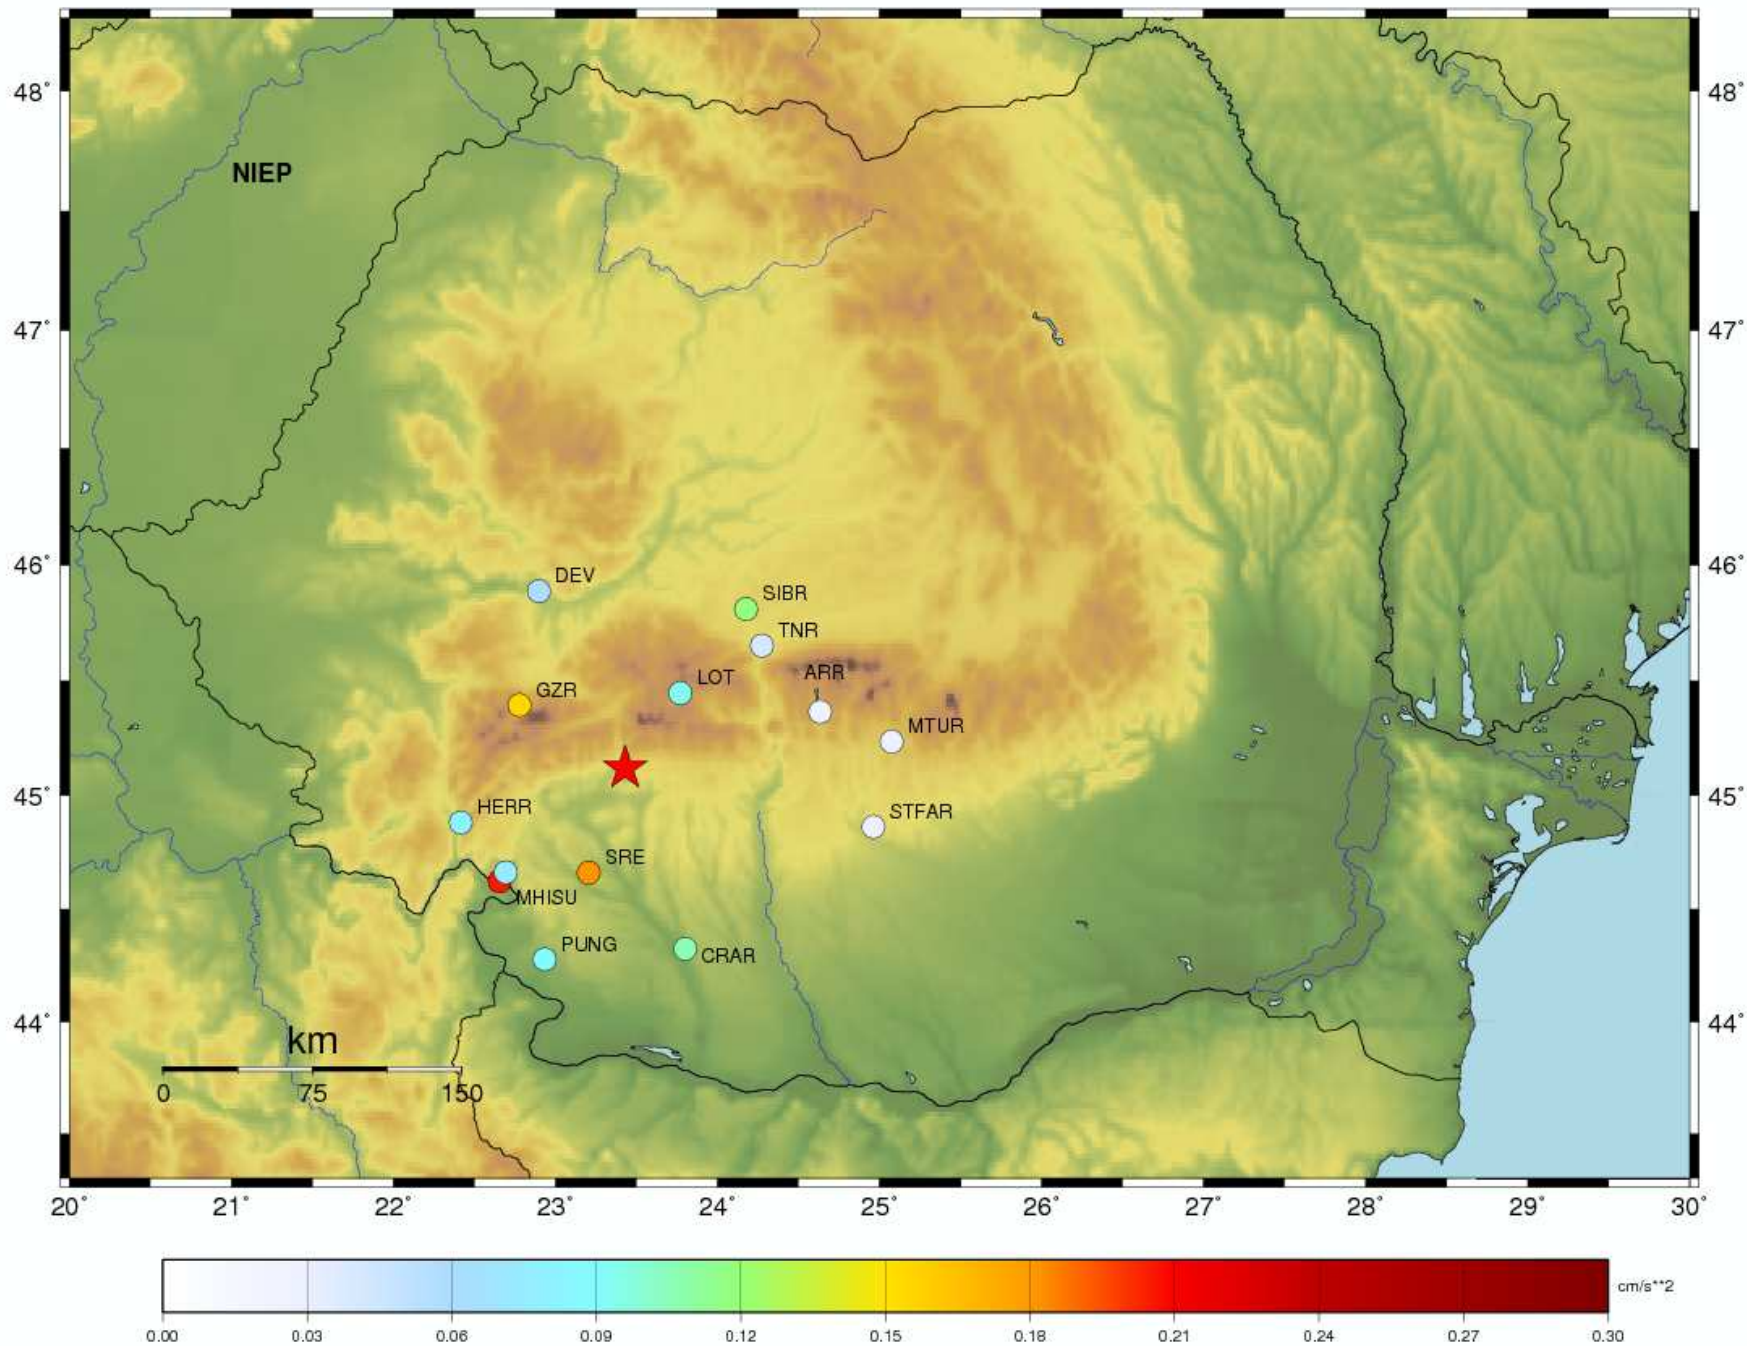 48° 48°
NIEP
47° 47°
46° 46°
DEV
SIBR
TNR
ARR
LOT
GZR
MTUR
45° 45°
HERR
STFAR
SRE
MHISU
PUNG
CRAR
44° 44°
km
0 75 150
20° 21° 22° 23° 24° 25° 26° 27° 28° 29° 30°
cm/s**2
0.00 0.03 0.06 0.09 0.12 0.15 0.18 0.21 0.24 0.27 0.30